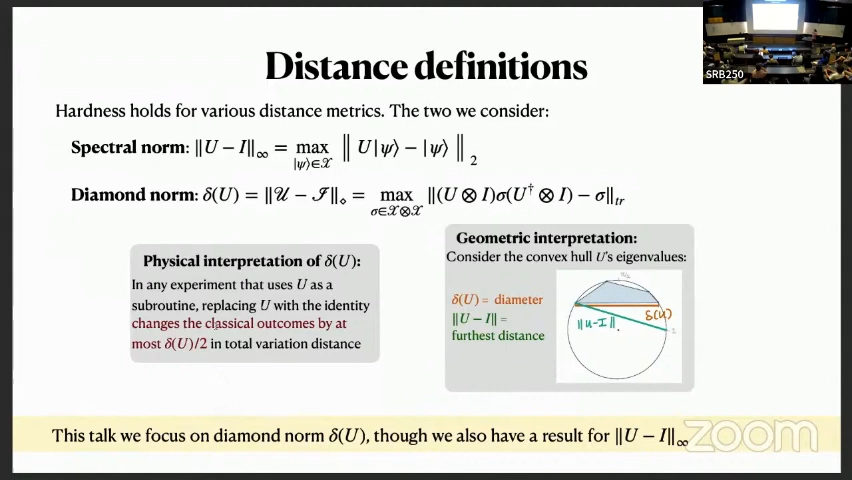 SRB250
Distance definitions
Hardness holds for various distance metrics. The two we consider:
Spectral norm: ‖U − I‖∞ = max ‖ U|ψ⟩ − |ψ⟩ ‖₂
|ψ⟩∈𝒳
Diamond norm: δ(U) = ‖𝒰 − ℐ‖⋄ = max ‖(U ⊗ I)σ(U† ⊗ I) − σ‖tr
σ∈𝒳⊗𝒳
Physical interpretation of δ(U):
In any experiment that uses U as a
subroutine, replacing U with the identity
changes the classical outcomes by at
most δ(U)/2 in total variation distance
Geometric interpretation:
Consider the convex hull U's eigenvalues:
δ(U) = diameter
‖U − I‖ =
furthest distance
δ(U)
‖U-I‖
1
This talk we focus on diamond norm δ(U), though we also have a result for ‖U − I‖∞
zoom